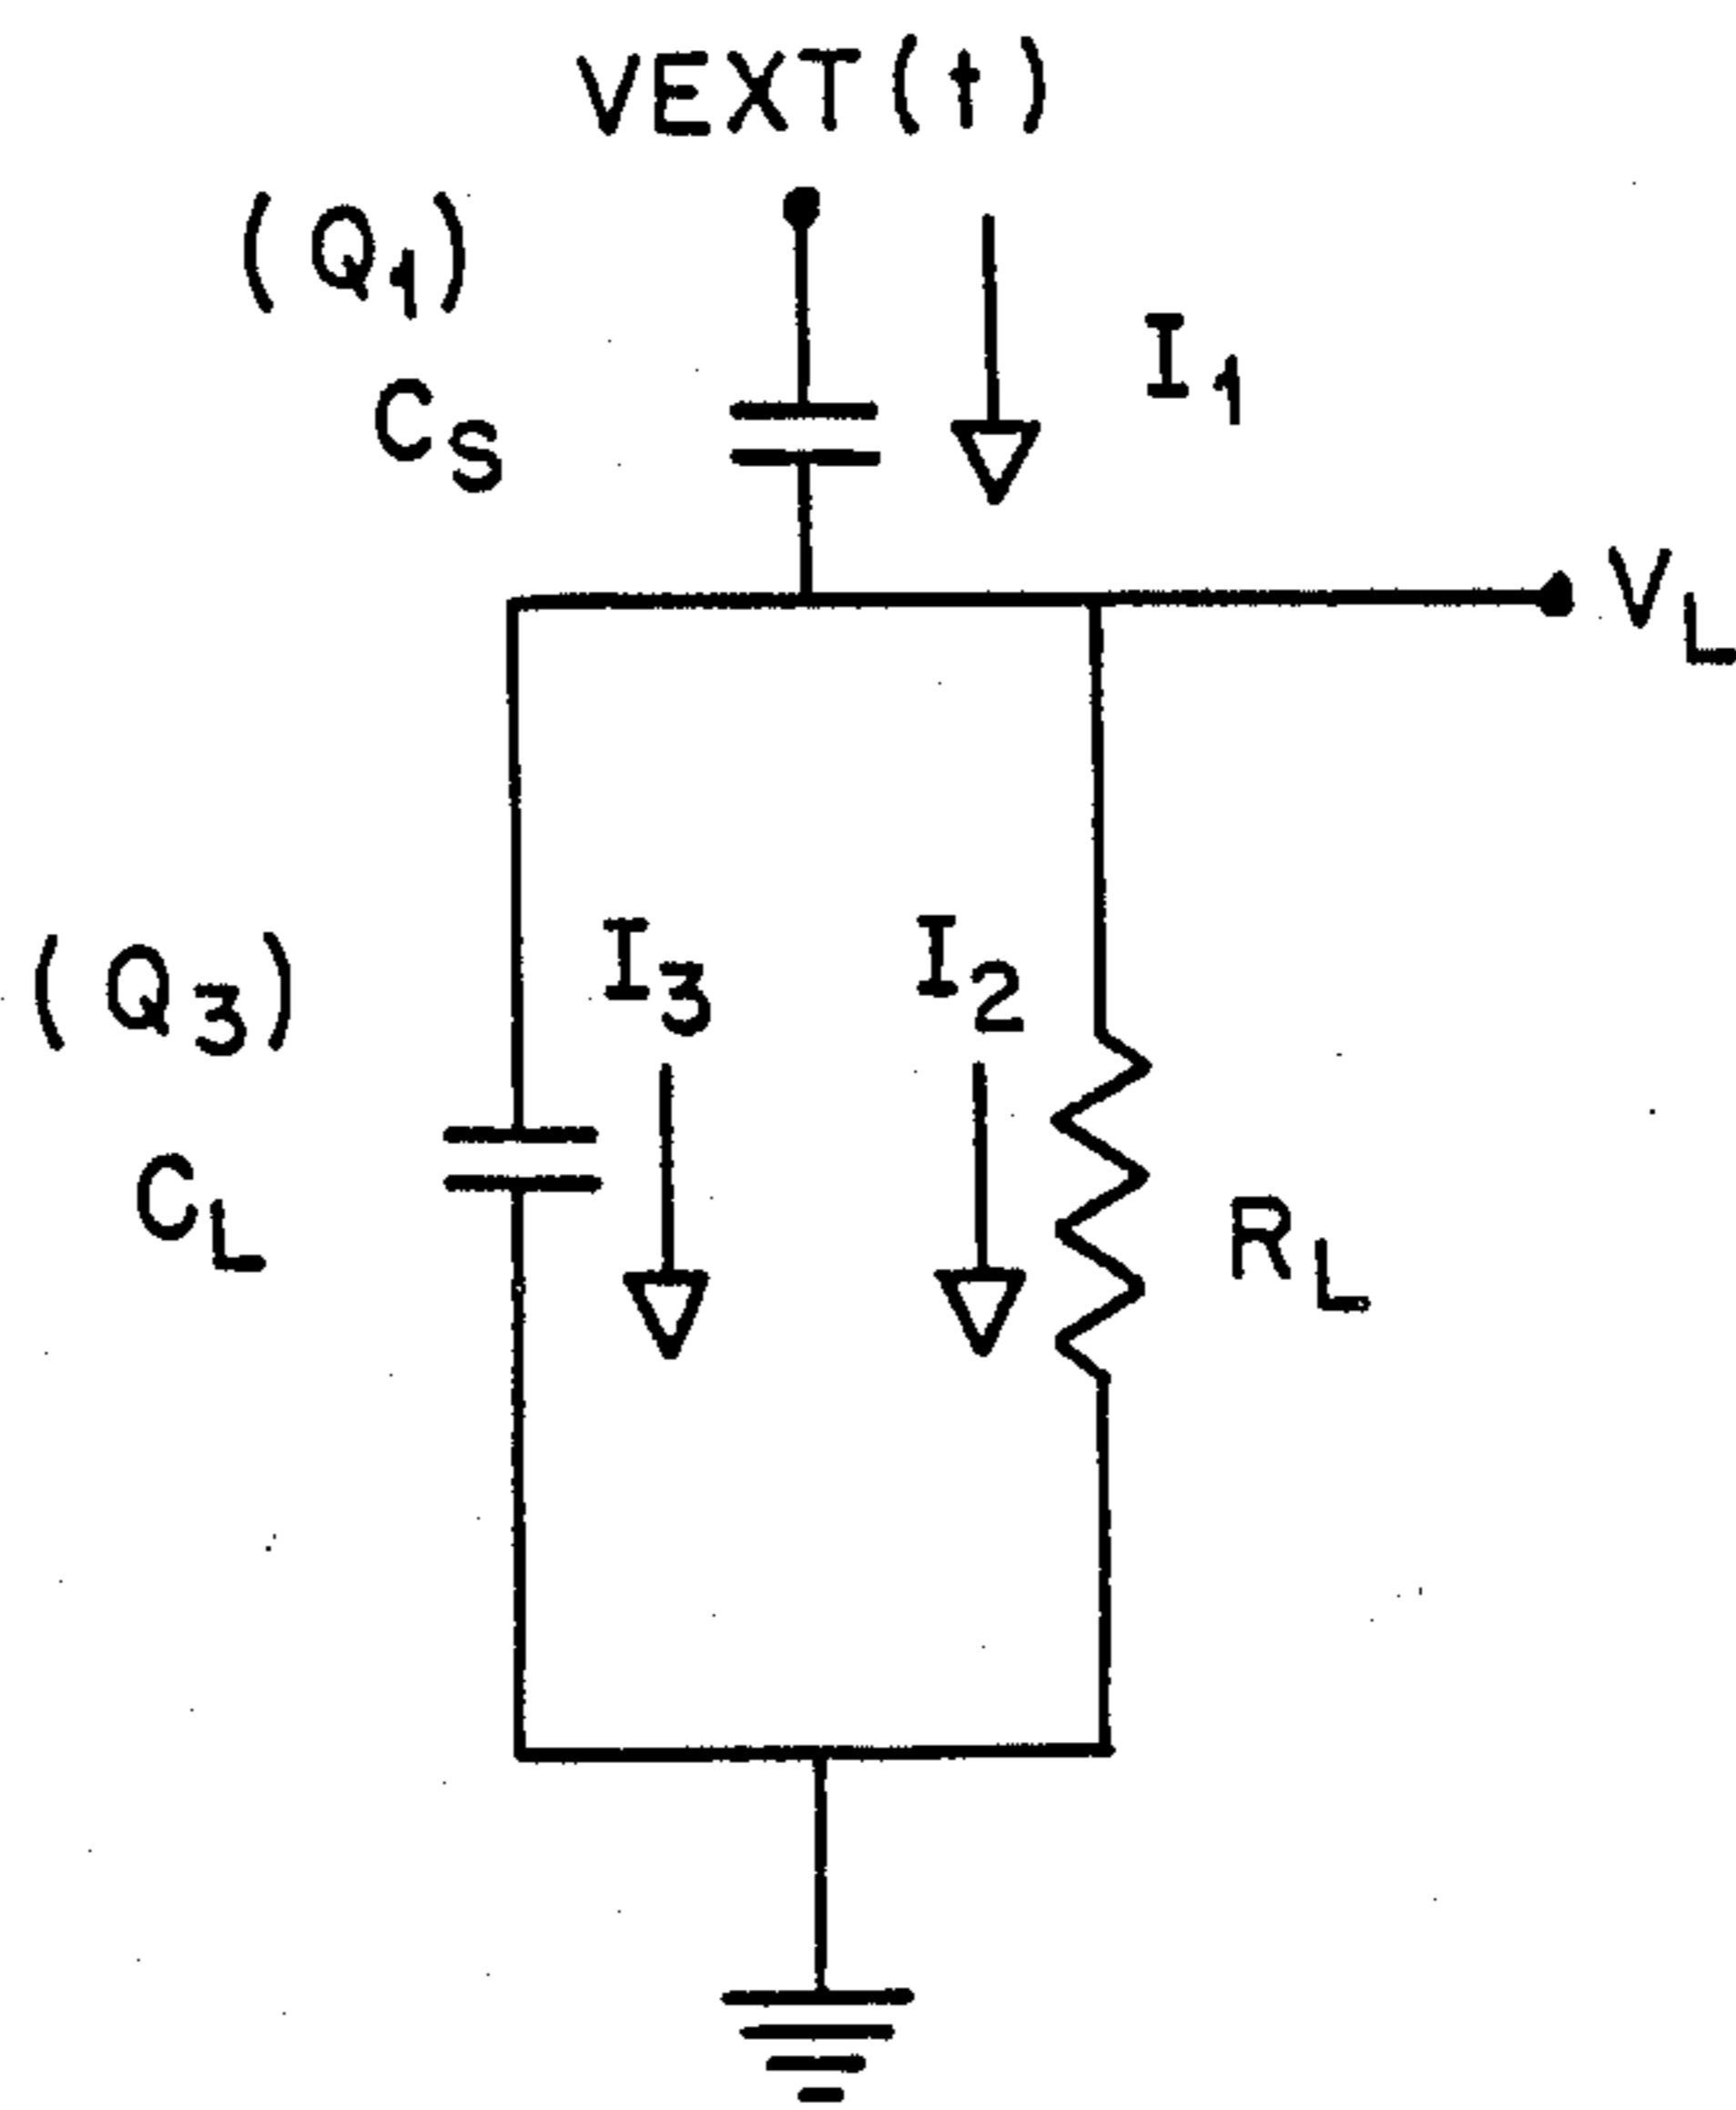 VEXT(t)
(Q1)
I1
CS
VL
(Q3)
I3
I2
CL
RL